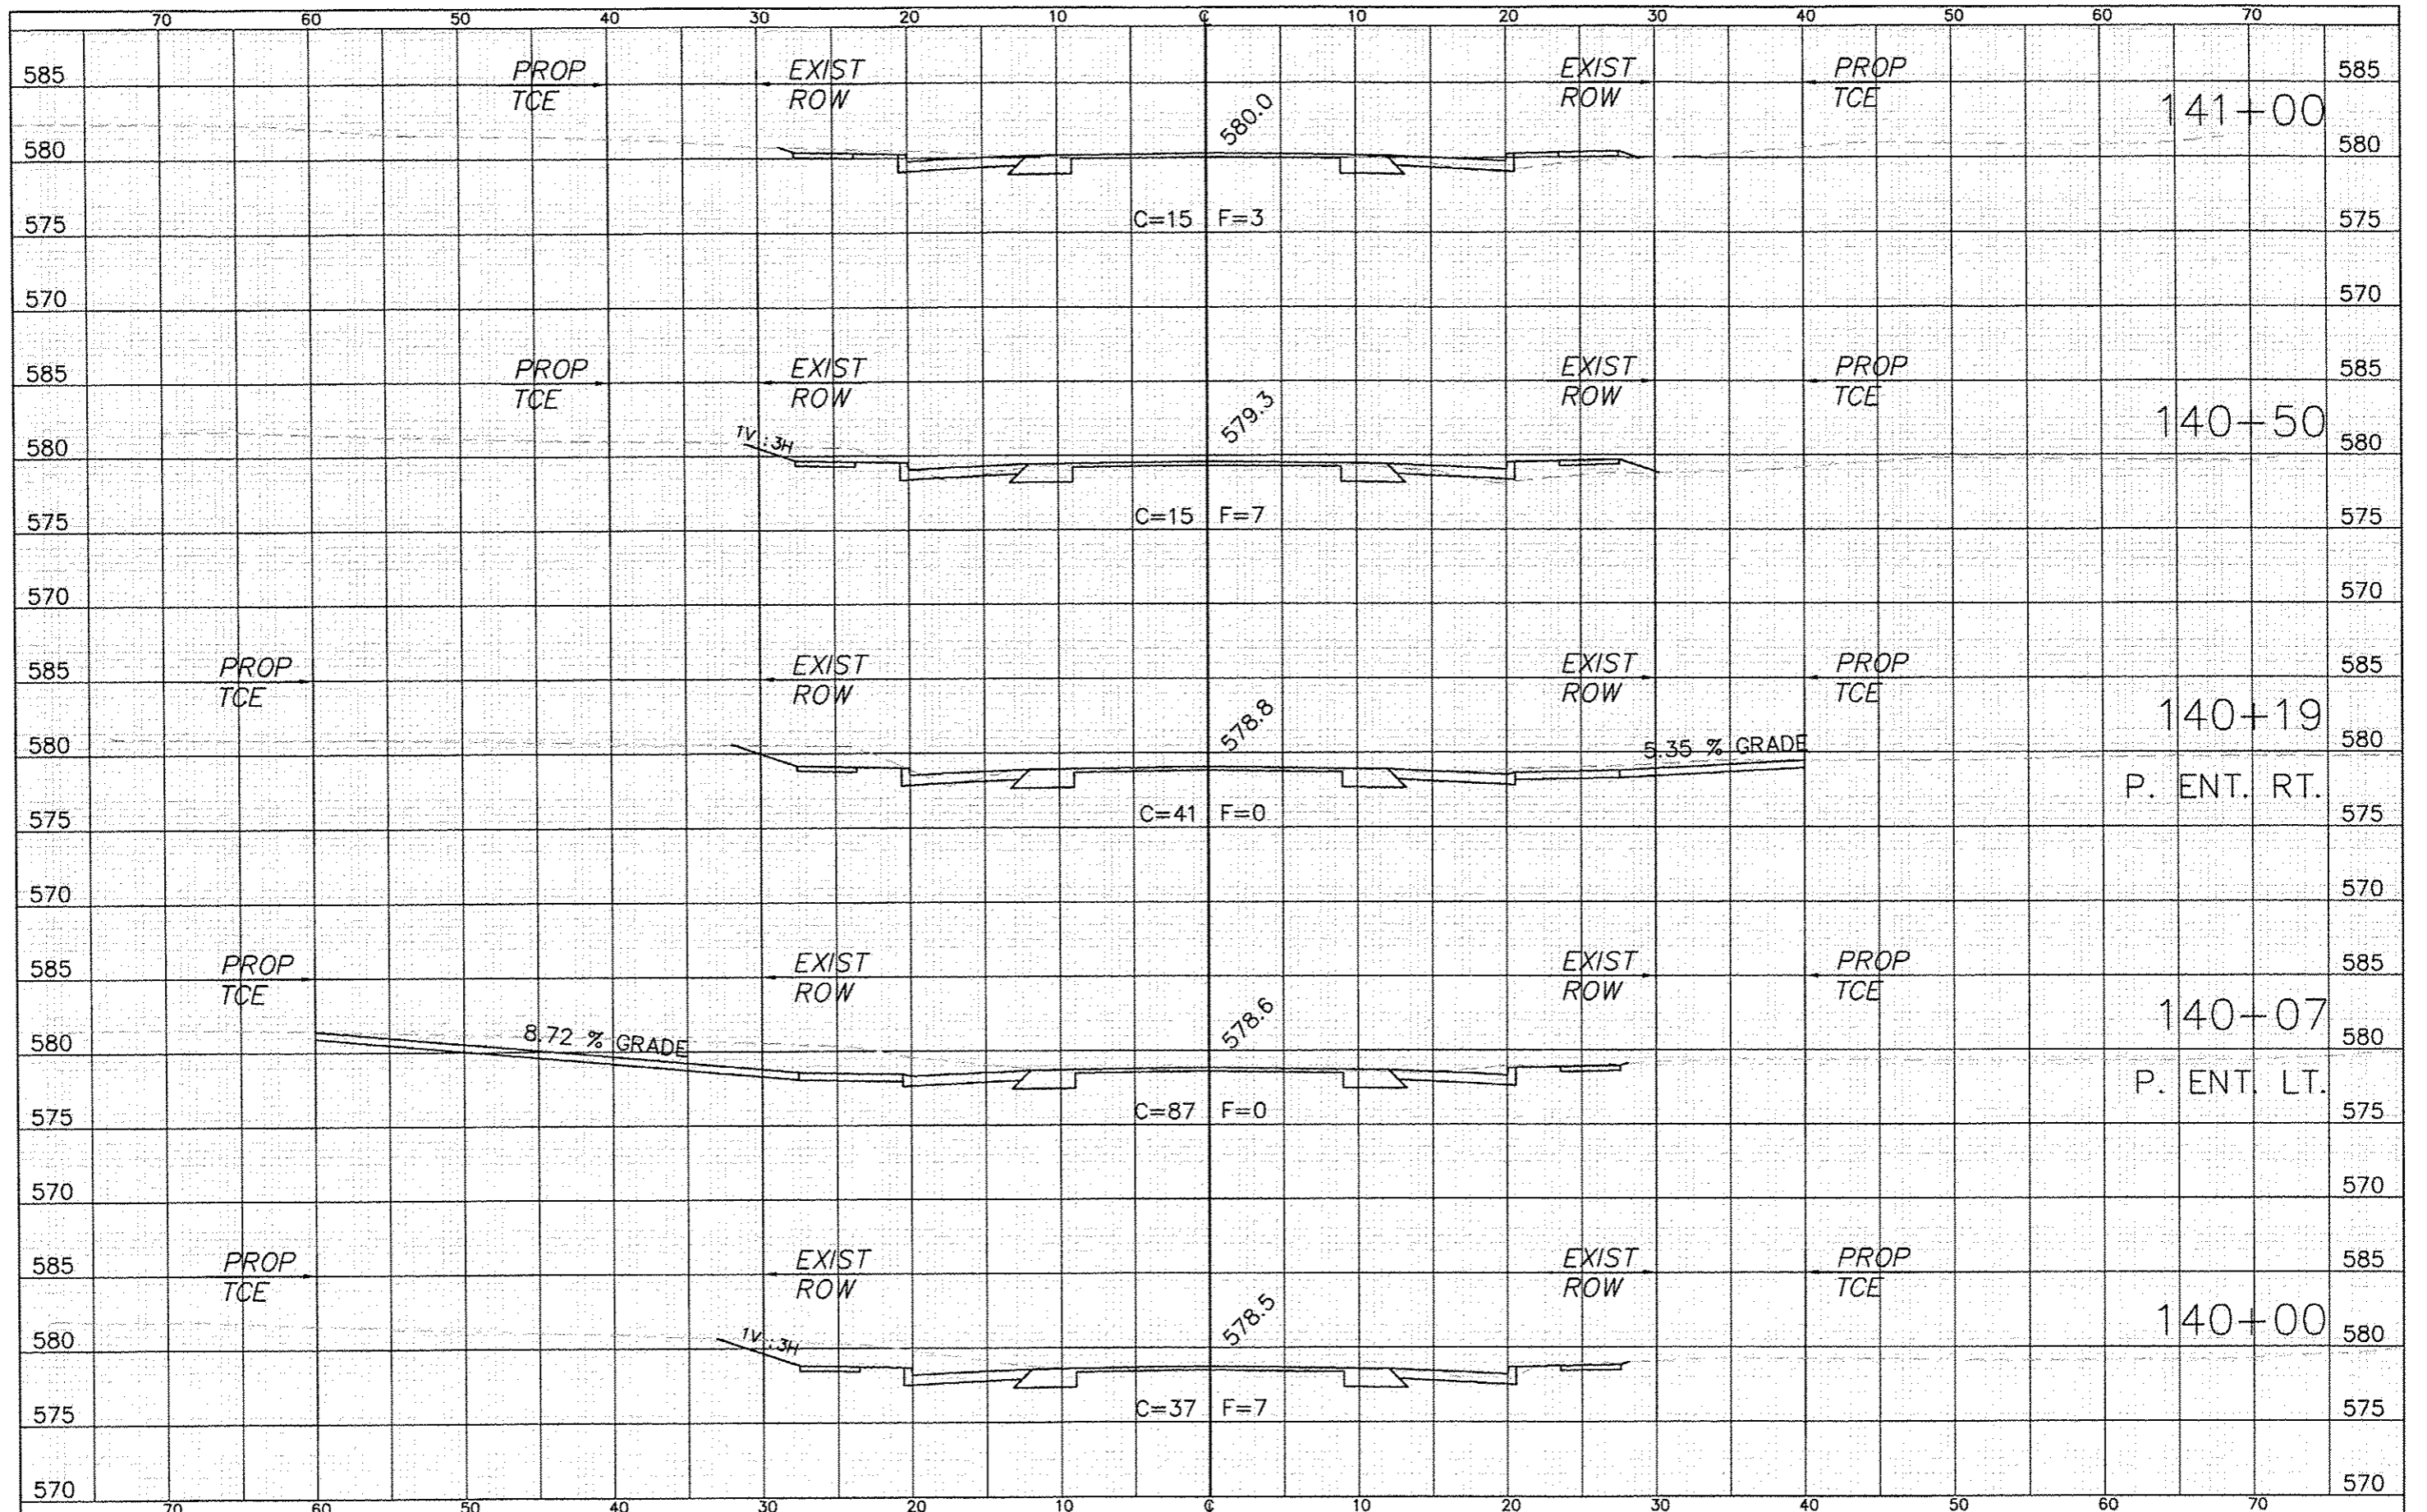 70 60 50 40 30 20 10 ℄ 10 20 30 40 50 60 70
585 PROP TCE EXIST ROW EXIST ROW PROP TCE 585
141+00
580 580.0 580
575 C=15 F=3 575
570 570
585 PROP TCE EXIST ROW EXIST ROW PROP TCE 585
140+50
580 1V:3H 579.3 580
575 C=15 F=7 575
570 570
585 PROP TCE EXIST ROW EXIST ROW PROP TCE 585
140+19
580 578.8 5.35 % GRADE 580
P. ENT. RT.
575 C=41 F=0 575
570 570
585 PROP TCE EXIST ROW EXIST ROW PROP TCE 585
140+07
580 8.72 % GRADE 578.6 580
P. ENT. LT.
575 C=87 F=0 575
570 570
585 PROP TCE EXIST ROW EXIST ROW PROP TCE 585
140+00
580 1V:3H 578.5 580
575 C=37 F=7 575
570 570
70 60 50 40 30 20 10 ℄ 10 20 30 40 50 60 70